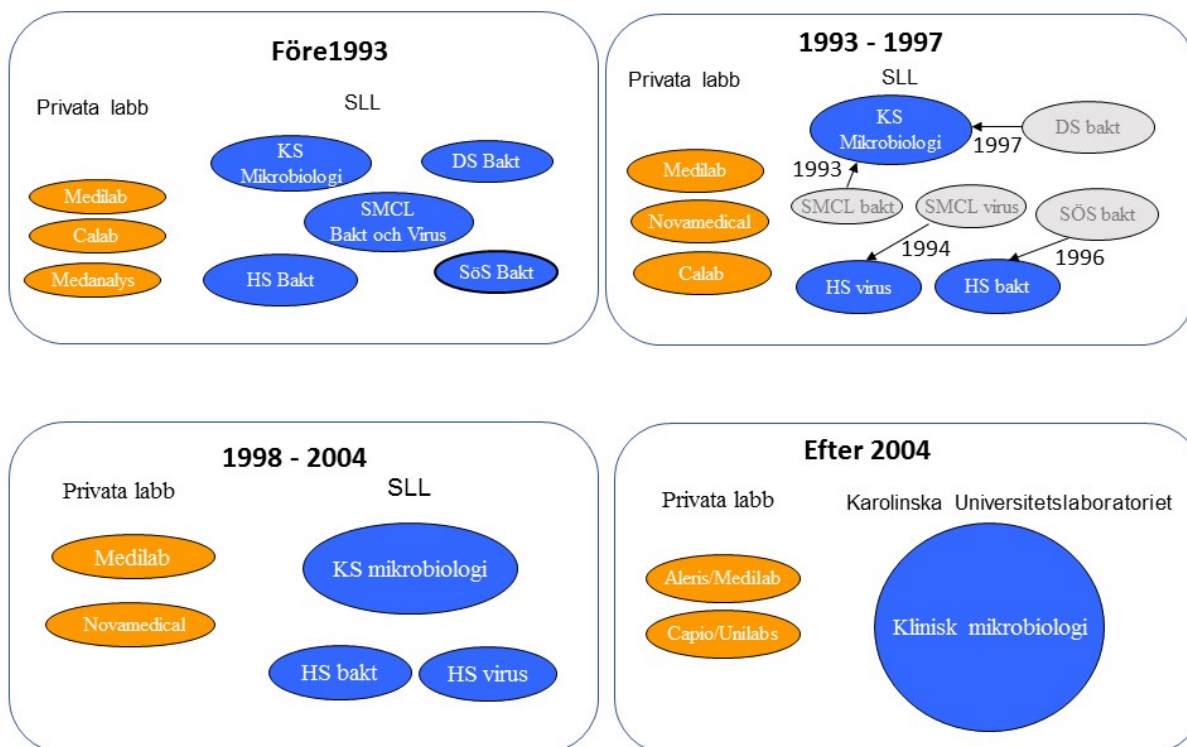 Före1993
Privata labb
SLL
KS
Mikrobiologi
DS Bakt
Medilab
SMCL
Bakt och Virus
Calab
Medanalys
HS Bakt
SöS Bakt
1993 - 1997
Privata labb
SLL
KS
Mikrobiologi
DS bakt
1997
Medilab
1993
SMCL bakt
SMCL virus
SÖS bakt
Novamedical
1994
1996
Calab
HS virus
HS bakt
1998 - 2004
Privata labb
SLL
Medilab
KS mikrobiologi
Novamedical
HS bakt
HS virus
Efter 2004
Privata labb
Karolinska Universitetslaboratoriet
Aleris/Medilab
Capio/Unilabs
Klinisk mikrobiologi